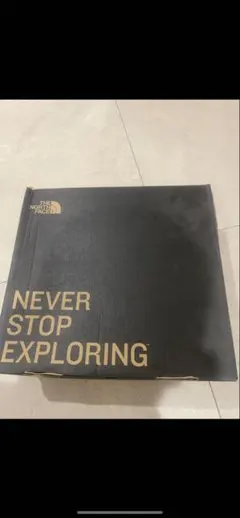 THE
NORTH
FACE
NEVER
STOP
EXPLORING